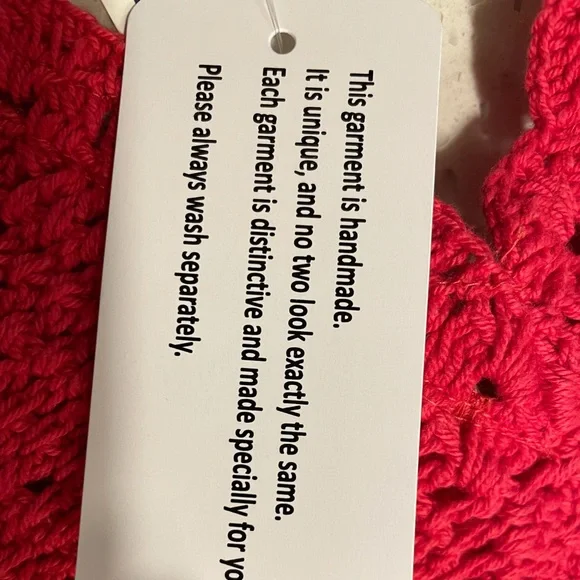 This garment is handmade.
It is unique, and no two look exactly the same.
Each garment is distinctive and made specially for yo
Please always wash separately.